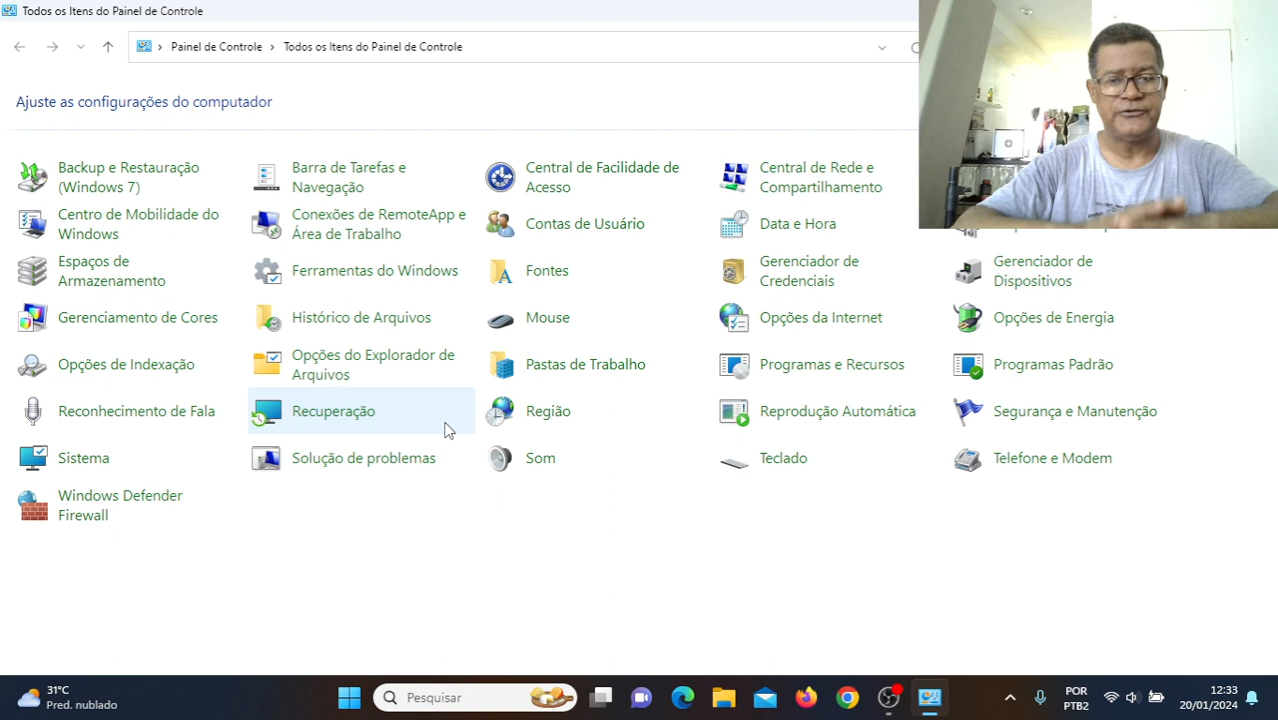 Todos os Itens do Painel de Controle
Painel de Controle > Todos os Itens do Painel de Controle
Ajuste as configurações do computador
Backup e Restauração
(Windows 7)
Barra de Tarefas e
Navegação
Central de Facilidade de
Acesso
Central de Rede e
Compartilhamento
Centro de Mobilidade do
Windows
Conexões de RemoteApp e
Área de Trabalho
Contas de Usuário
Data e Hora
Espaços de
Armazenamento
Ferramentas do Windows
Fontes
Gerenciador de
Credenciais
Gerenciador de
Dispositivos
Gerenciamento de Cores
Histórico de Arquivos
Mouse
Opções da Internet
Opções de Energia
Opções de Indexação
Opções do Explorador de
Arquivos
Pastas de Trabalho
Programas e Recursos
Programas Padrão
Reconhecimento de Fala
Recuperação
Região
Reprodução Automática
Segurança e Manutenção
Sistema
Solução de problemas
Som
Teclado
Telefone e Modem
Windows Defender
Firewall
31°C
Pred. nublado
Pesquisar
POR
PTB2
12:33
20/01/2024